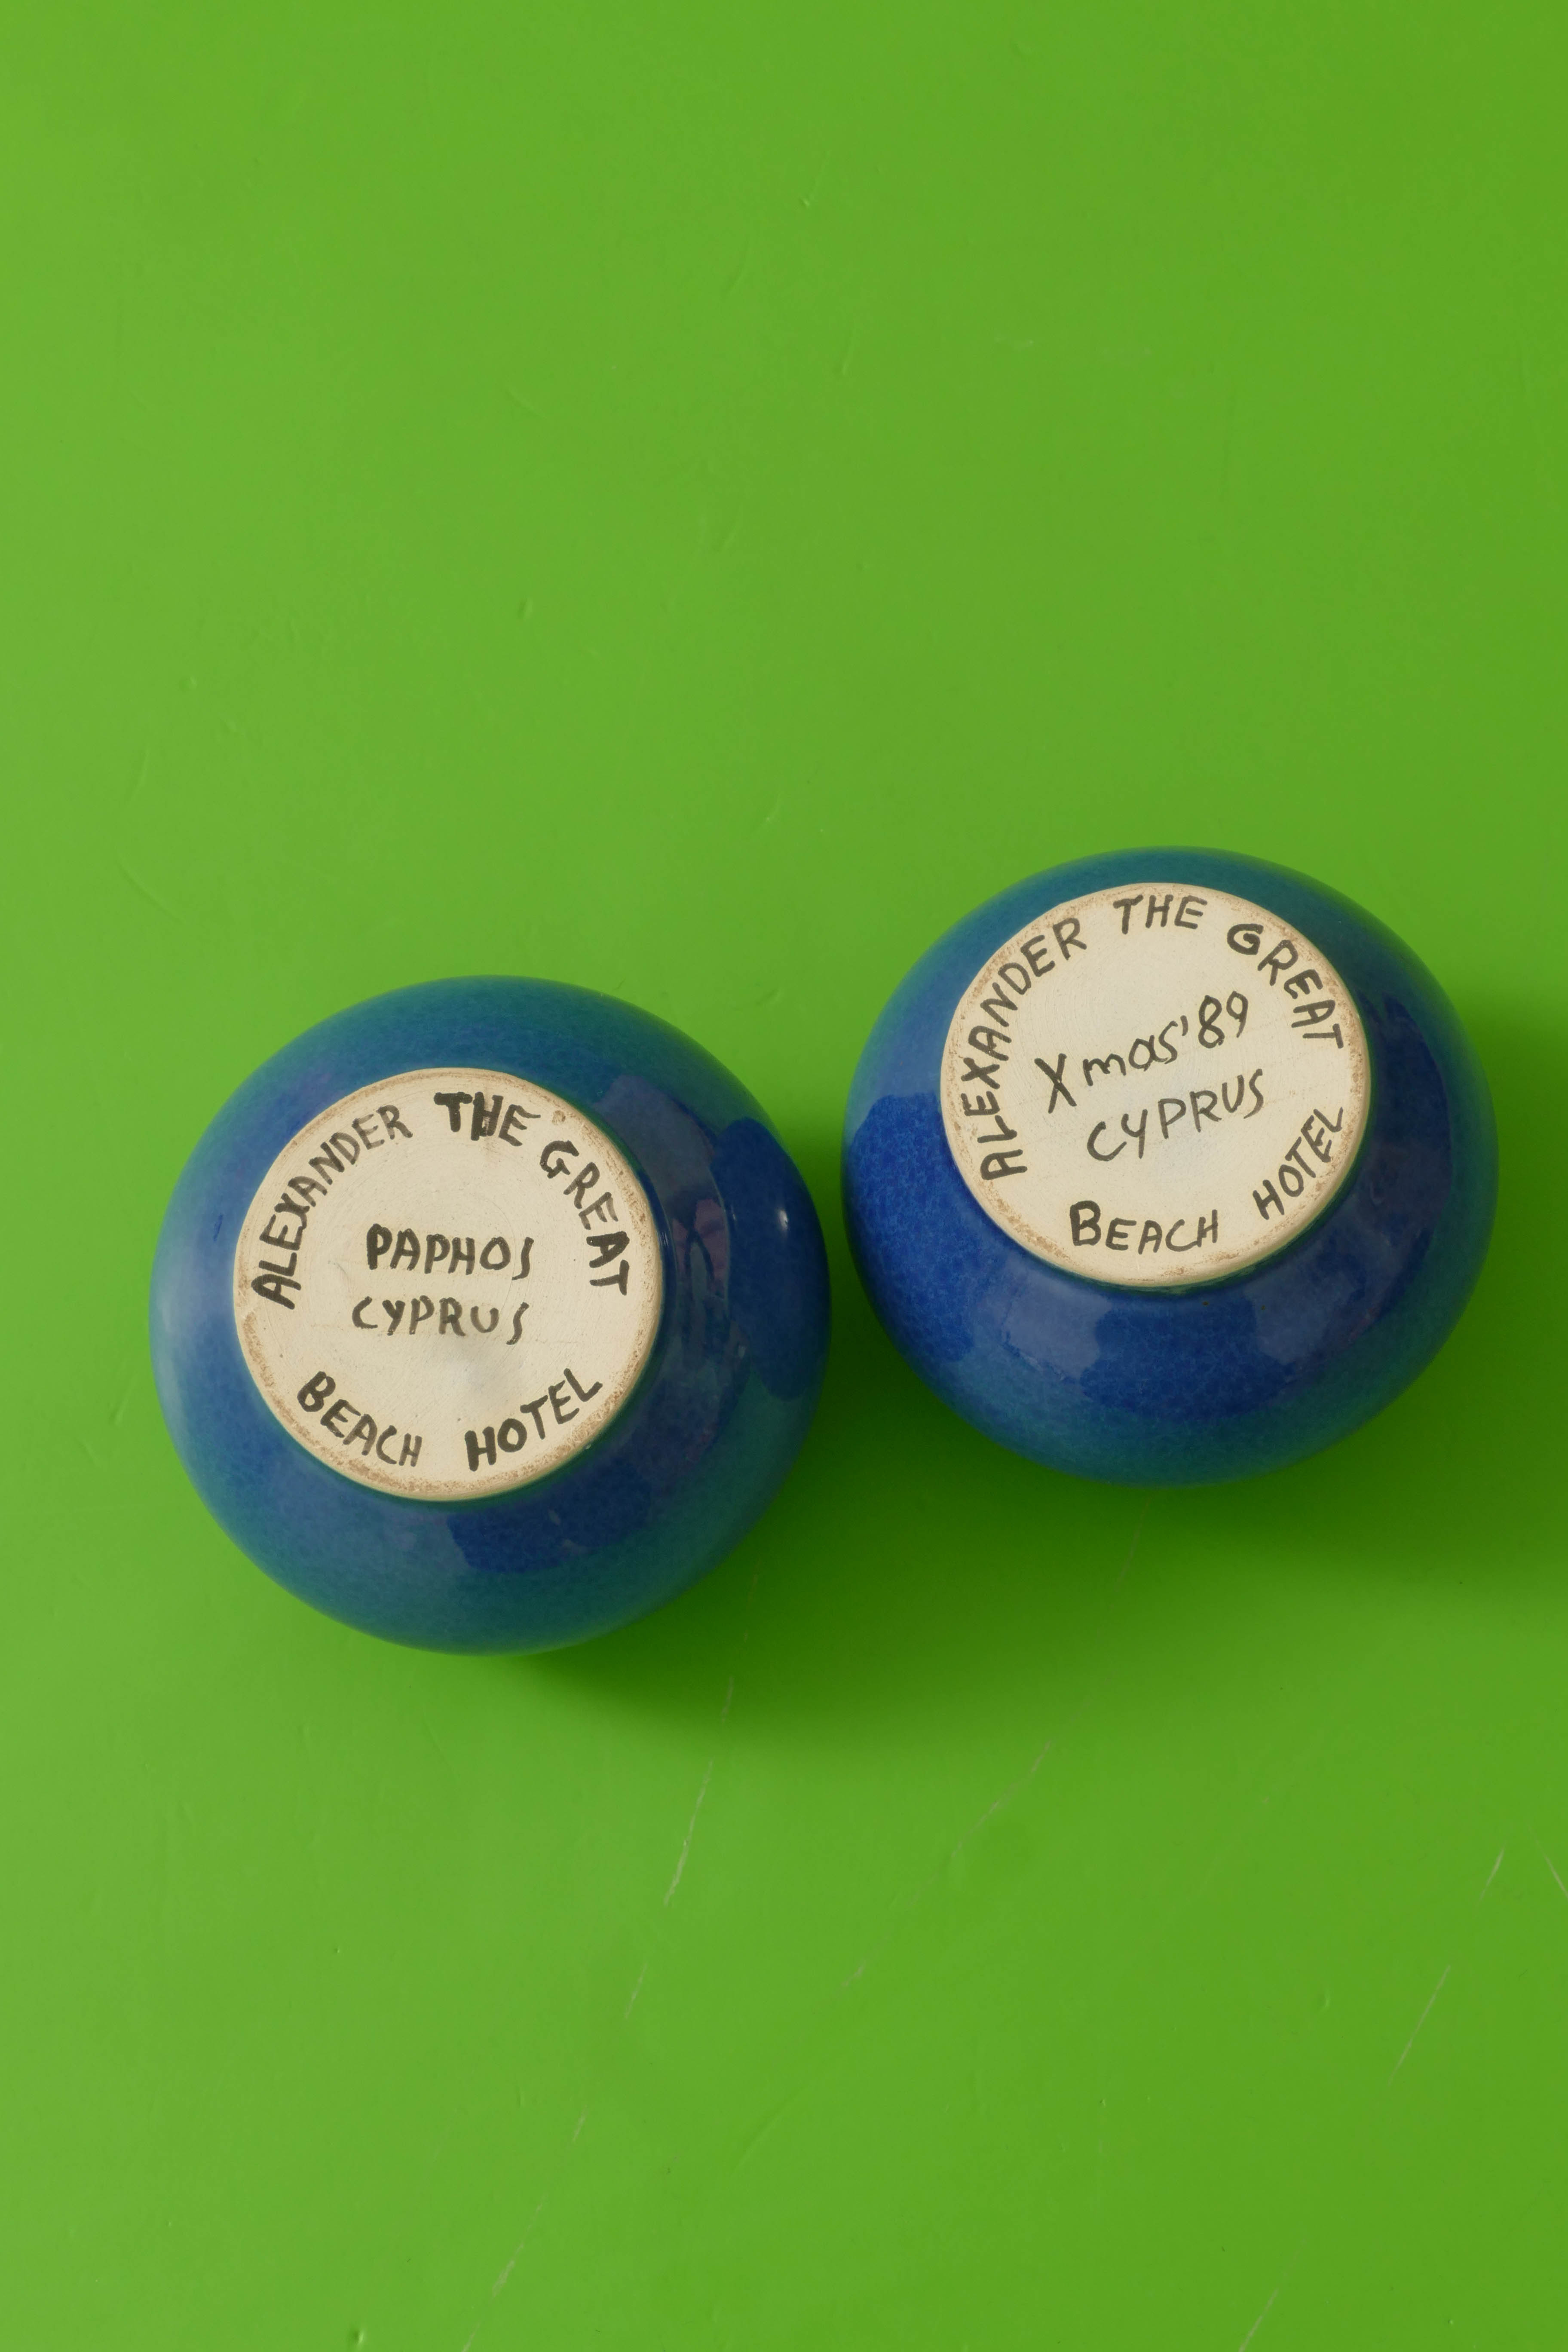 ALEXANDER THE GREAT
PAPHOS
CYPRUS
BEACH HOTEL
ALEXANDER THE GREAT
Xmas'89
CYPRUS
BEACH HOTEL